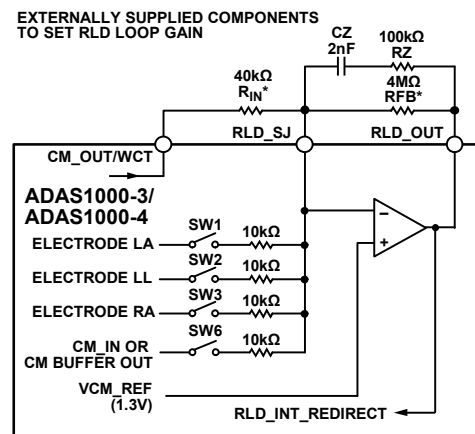 EXTERNALLY SUPPLIED COMPONENTS
TO SET RLD LOOP GAIN
CZ
2nF
100kΩ
RZ
40kΩ
RIN*
4MΩ
RFB*
CM_OUT/WCT
RLD_SJ
RLD_OUT
ADAS1000-3/
ADAS1000-4
ELECTRODE LA
SW1
10kΩ
ELECTRODE LL
SW2
10kΩ
ELECTRODE RA
SW3
10kΩ
CM_IN OR
CM BUFFER OUT
SW6
10kΩ
–
+
VCM_REF
(1.3V)
RLD_INT_REDIRECT